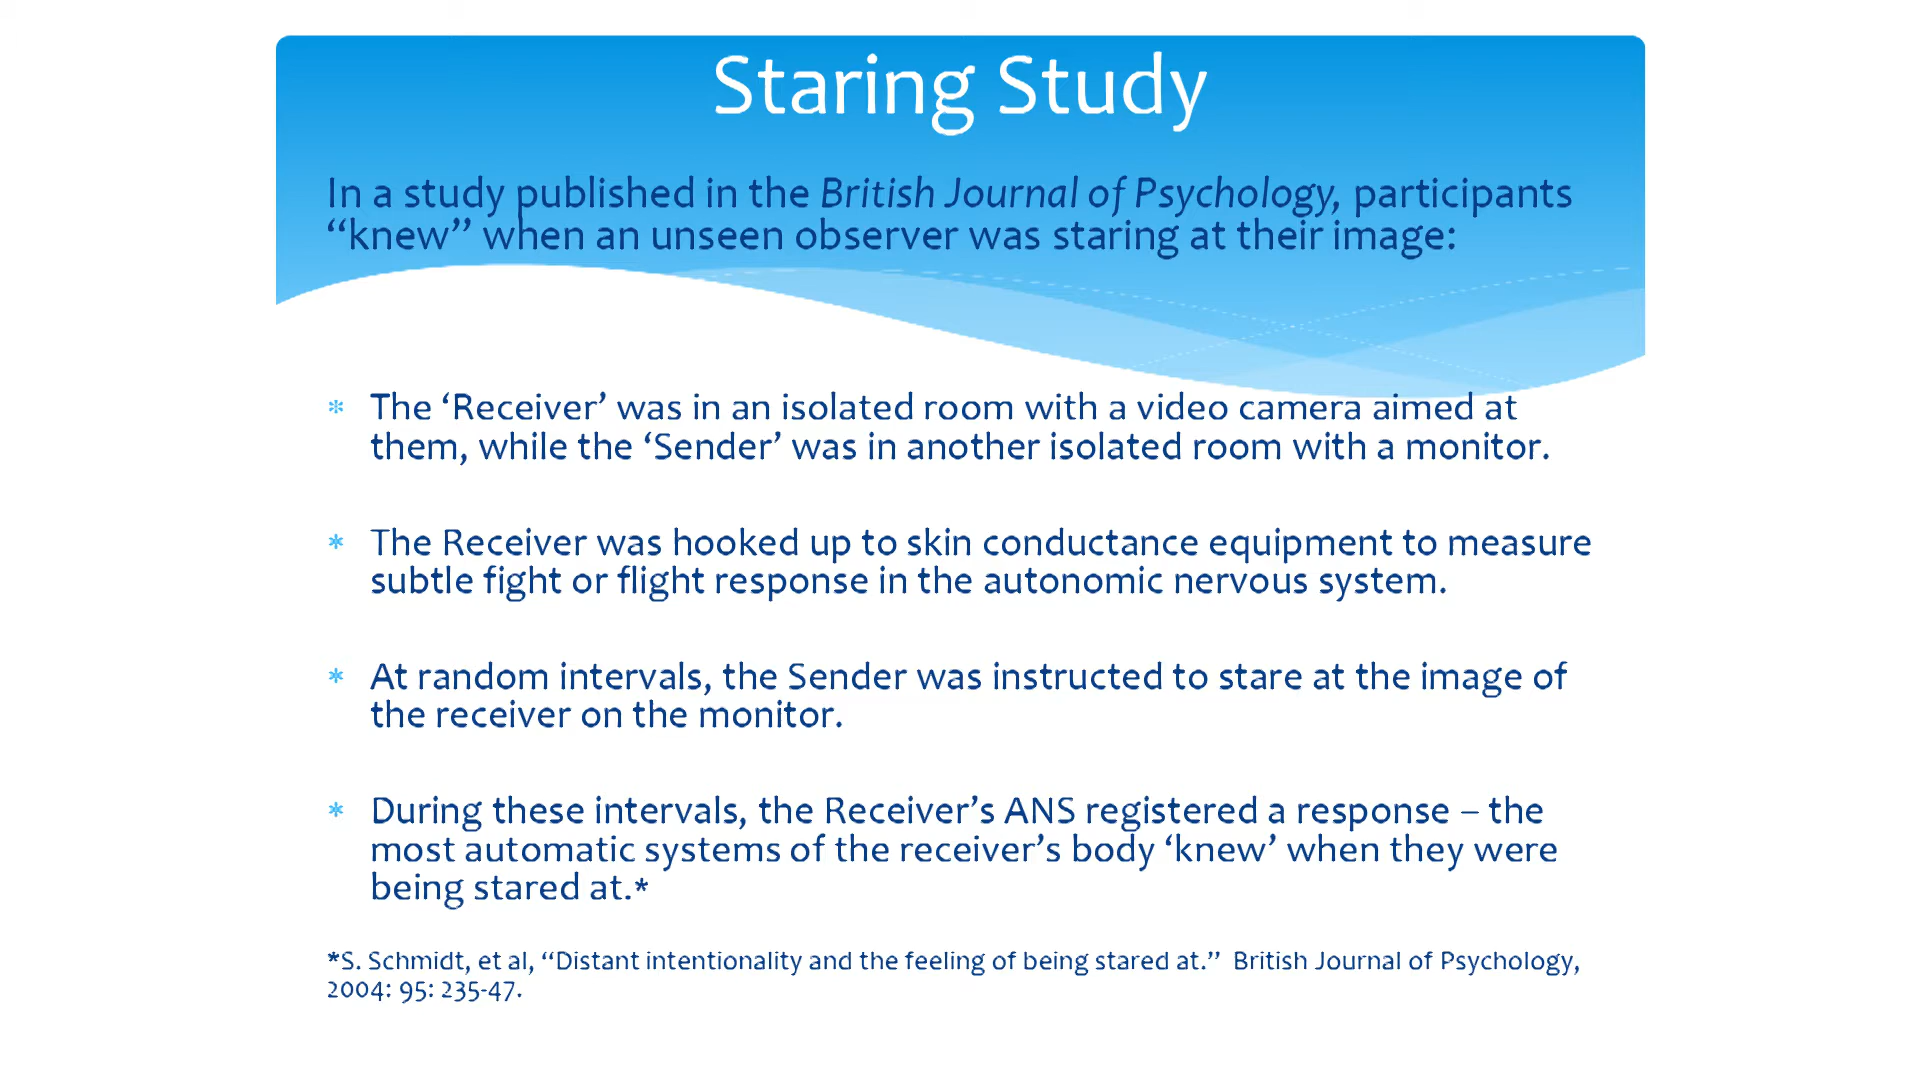 Staring Study
In a study published in the British Journal of Psychology, participants
“knew” when an unseen observer was staring at their image:
* The ‘Receiver’ was in an isolated room with a video camera aimed at
them, while the ‘Sender’ was in another isolated room with a monitor.
* The Receiver was hooked up to skin conductance equipment to measure
subtle fight or flight response in the autonomic nervous system.
* At random intervals, the Sender was instructed to stare at the image of
the receiver on the monitor.
* During these intervals, the Receiver’s ANS registered a response – the
most automatic systems of the receiver’s body ‘knew’ when they were
being stared at.*
*S. Schmidt, et al, “Distant intentionality and the feeling of being stared at.” British Journal of Psychology,
2004: 95: 235-47.